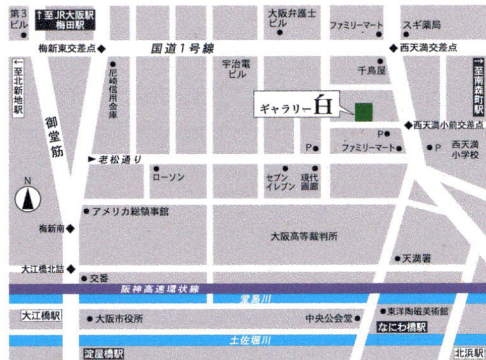 第3
ビル
↑至JR大阪駅
梅田駅
大阪弁護士
ビル
ファミリーマート
スギ薬局
梅新東交差点
国道1号線
西天満交差点
←至北新地駅
尼崎信用金庫
宇治電
ビル
千鳥屋
→至南森町駅
ギャラリー白
御堂筋
西天満小前交差点
P
P
ファミリーマート
P
西天満
小学校
老松通り
ローソン
セブン
イレブン
現代
画廊
N
アメリカ総領事館
梅新南
大阪高等裁判所
大江橋北詰
天満署
交番
阪神高速環状線
堂島川
大江橋駅
大阪市役所
中央公会堂
東洋陶磁美術館
なにわ橋駅
土佐堀川
淀屋橋駅
北浜駅